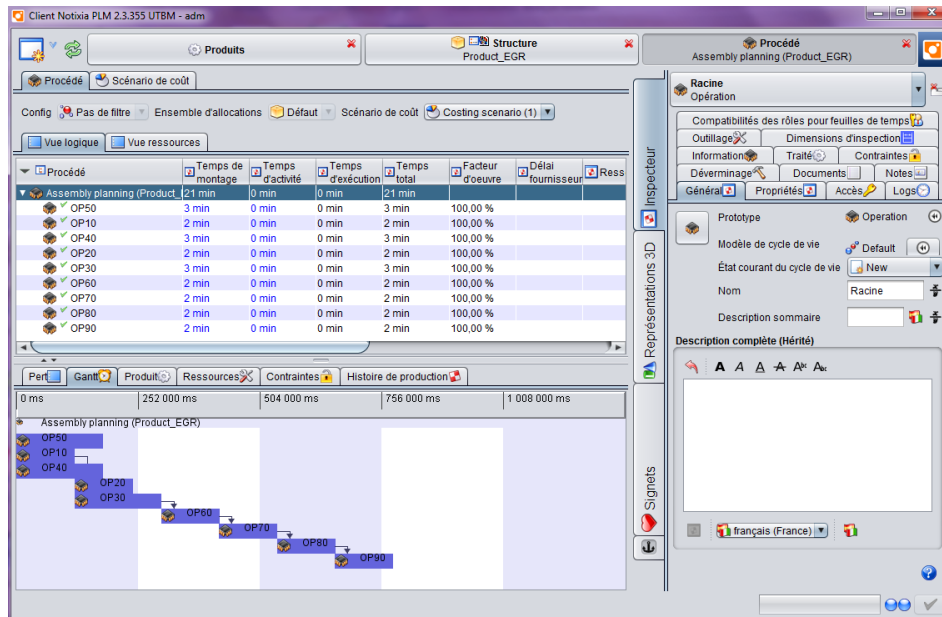 Client Notixia PLM 2.3.355 UTBM - adm
Produits
Structure
Product_EGR
Procédé
Assembly planning (Product_EGR)
Procédé
Scénario de coût
Config
Pas de filtre
Ensemble d'allocations
Défaut
Scénario de coût
Costing scenario (1)
Vue logique
Vue ressources
Procédé
Temps de montage
Temps d'activité
Temps d'exécution
Temps total
Facteur d'oeuvre
Délai fournisseur
Ress
Assembly planning (Product_ 21 min 0 min 0 min 21 min
OP50 3 min 0 min 0 min 3 min 100,00 %
OP10 2 min 0 min 0 min 2 min 100,00 %
OP40 3 min 0 min 0 min 3 min 100,00 %
OP20 2 min 0 min 0 min 2 min 100,00 %
OP30 3 min 0 min 0 min 3 min 100,00 %
OP60 2 min 0 min 0 min 2 min 100,00 %
OP70 2 min 0 min 0 min 2 min 100,00 %
OP80 2 min 0 min 0 min 2 min 100,00 %
OP90 2 min 0 min 0 min 2 min 100,00 %
Pert
Gantt
Produit
Ressources
Contraintes
Histoire de production
0 ms 252 000 ms 504 000 ms 756 000 ms 1 008 000 ms
Assembly planning (Product_EGR)
OP50
OP10
OP40
OP20
OP30
OP60
OP70
OP80
OP90
Inspecteur
Représentations 3D
Signets
Racine
Opération
Compatibilités des rôles pour feuilles de temps
Outillage
Dimensions d'inspection
Information
Traité
Contraintes
Déverminage
Documents
Notes
Général
Propriétés
Accès
Logs
Prototype
Operation
Modèle de cycle de vie
Default
État courant du cycle de vie
New
Nom
Racine
Description sommaire
Description complète (Hérité)
A A A A Abc Abc
français (France)